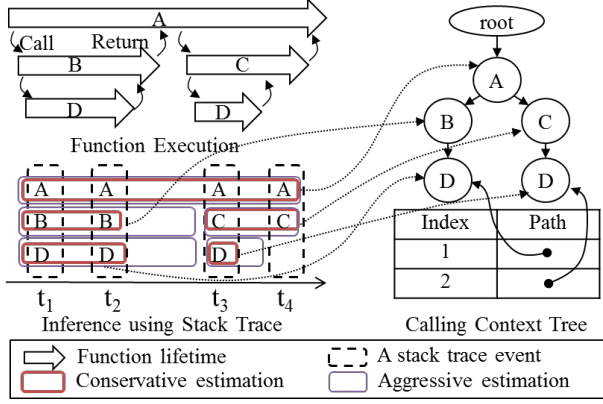 A
Call
Return
B
C
D
D
Function Execution
A A A A
B B C C
D D D
t1 t2 t3 t4
Inference using Stack Trace
root
A
B C
D D
Index Path
1
2
Calling Context Tree
Function lifetime
A stack trace event
Conservative estimation
Aggressive estimation